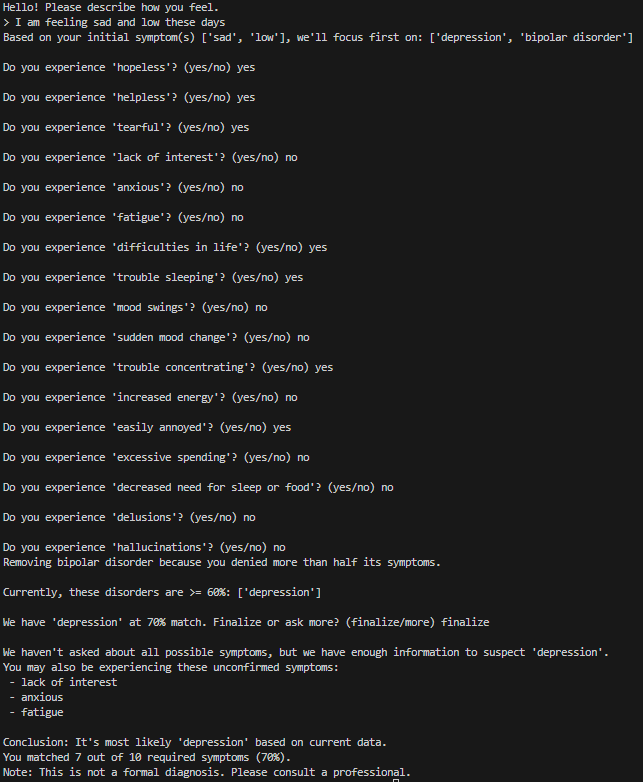 Hello! Please describe how you feel.
> I am feeling sad and low these days
Based on your initial symptom(s) ['sad', 'low'], we'll focus first on: ['depression', 'bipolar disorder']
Do you experience 'hopeless'? (yes/no) yes
Do you experience 'helpless'? (yes/no) yes
Do you experience 'tearful'? (yes/no) yes
Do you experience 'lack of interest'? (yes/no) no
Do you experience 'anxious'? (yes/no) no
Do you experience 'fatigue'? (yes/no) no
Do you experience 'difficulties in life'? (yes/no) yes
Do you experience 'trouble sleeping'? (yes/no) yes
Do you experience 'mood swings'? (yes/no) no
Do you experience 'sudden mood change'? (yes/no) no
Do you experience 'trouble concentrating'? (yes/no) yes
Do you experience 'increased energy'? (yes/no) no
Do you experience 'easily annoyed'? (yes/no) yes
Do you experience 'excessive spending'? (yes/no) no
Do you experience 'decreased need for sleep or food'? (yes/no) no
Do you experience 'delusions'? (yes/no) no
Do you experience 'hallucinations'? (yes/no) no
Removing bipolar disorder because you denied more than half its symptoms.
Currently, these disorders are >= 60%: ['depression']
We have 'depression' at 70% match. Finalize or ask more? (finalize/more) finalize
We haven't asked about all possible symptoms, but we have enough information to suspect 'depression'.
You may also be experiencing these unconfirmed symptoms:
- lack of interest
- anxious
- fatigue
Conclusion: It's most likely 'depression' based on current data.
You matched 7 out of 10 required symptoms (70%).
Note: This is not a formal diagnosis. Please consult a professional.